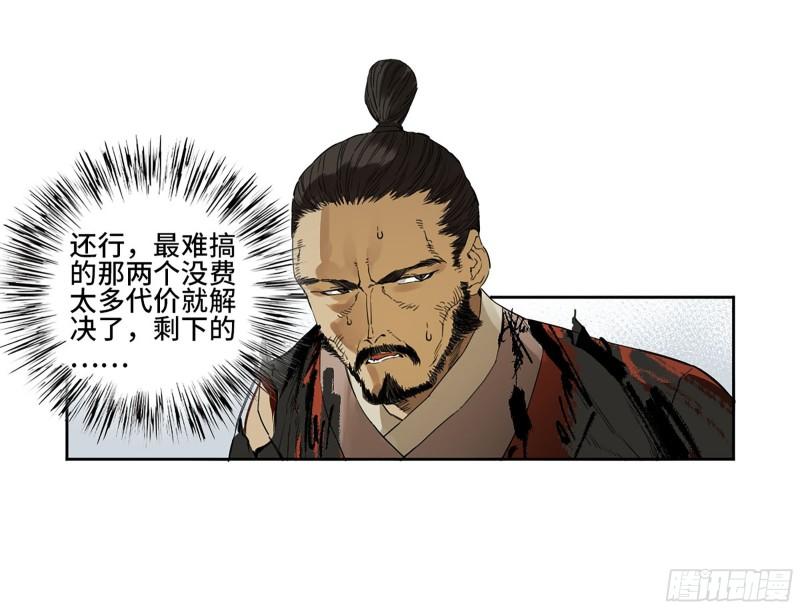 还行，最难搞
的那两个没费
太多代价就解
决了，剩下的
……
腾讯动漫